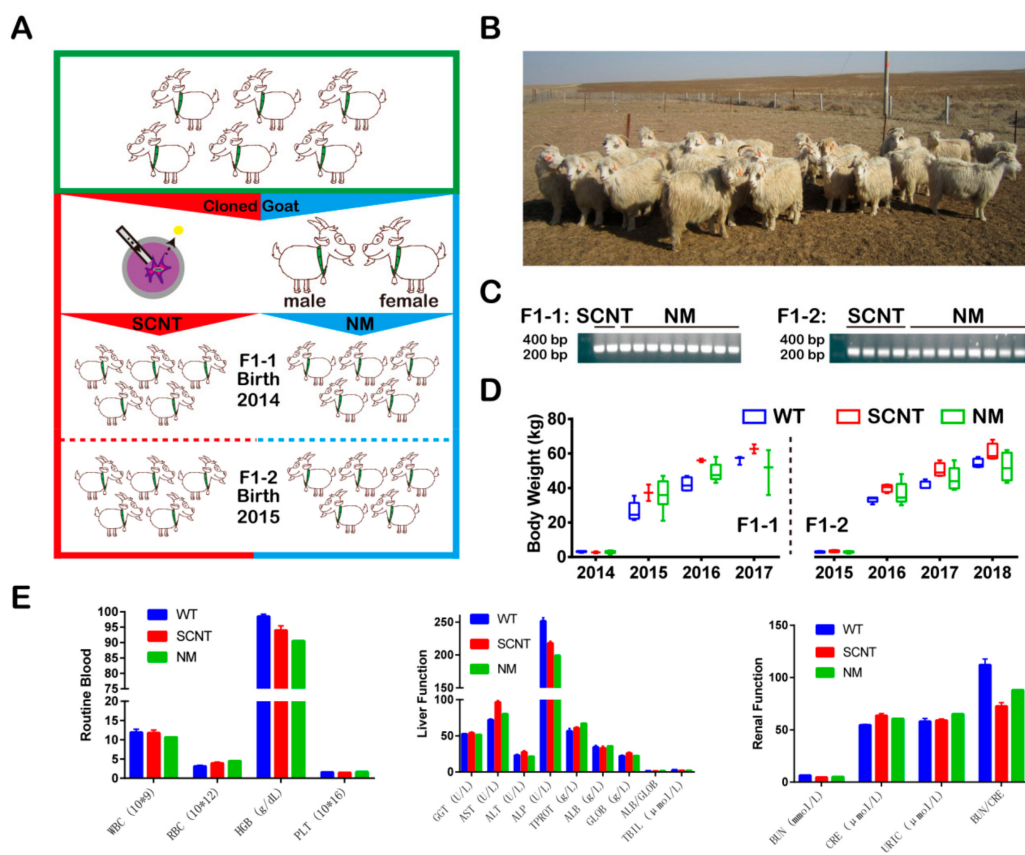 A
Cloned Goat
male
female
SCNT
NM
F1-1
Birth
2014
F1-2
Birth
2015
B
C
F1-1: SCNT NM
400 bp
200 bp
F1-2: SCNT NM
400 bp
200 bp
D
WT SCNT NM
Body Weight (kg)
80
60
40
20
0
F1-1
F1-2
2014 2015 2016 2017
2015 2016 2017 2018
E
Routine Blood
100
95
90
85
80
75
20
15
10
5
0
WT
SCNT
NM
WBC (10*9)
RBC (10*12)
HGB (g/dL)
PLT (10*16)
Liver Function
250
200
150
100
50
0
WT
SCNT
NM
GGT (U/L)
AST (U/L)
ALT (U/L)
ALP (U/L)
TPROT (g/L)
ALB (g/L)
GLOB (g/L)
ALB/GLOB
TBIL (μmol/L)
Renal Function
150
100
50
0
WT
SCNT
NM
BUN (mmol/L)
CRE (μmol/L)
URIC (μmol/L)
BUN/CRE